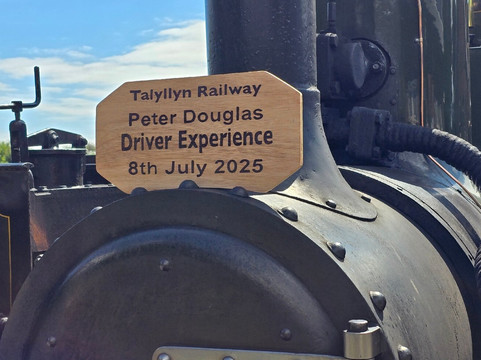 Talyllyn Railway
Peter Douglas
Driver Experience
8th July 2025